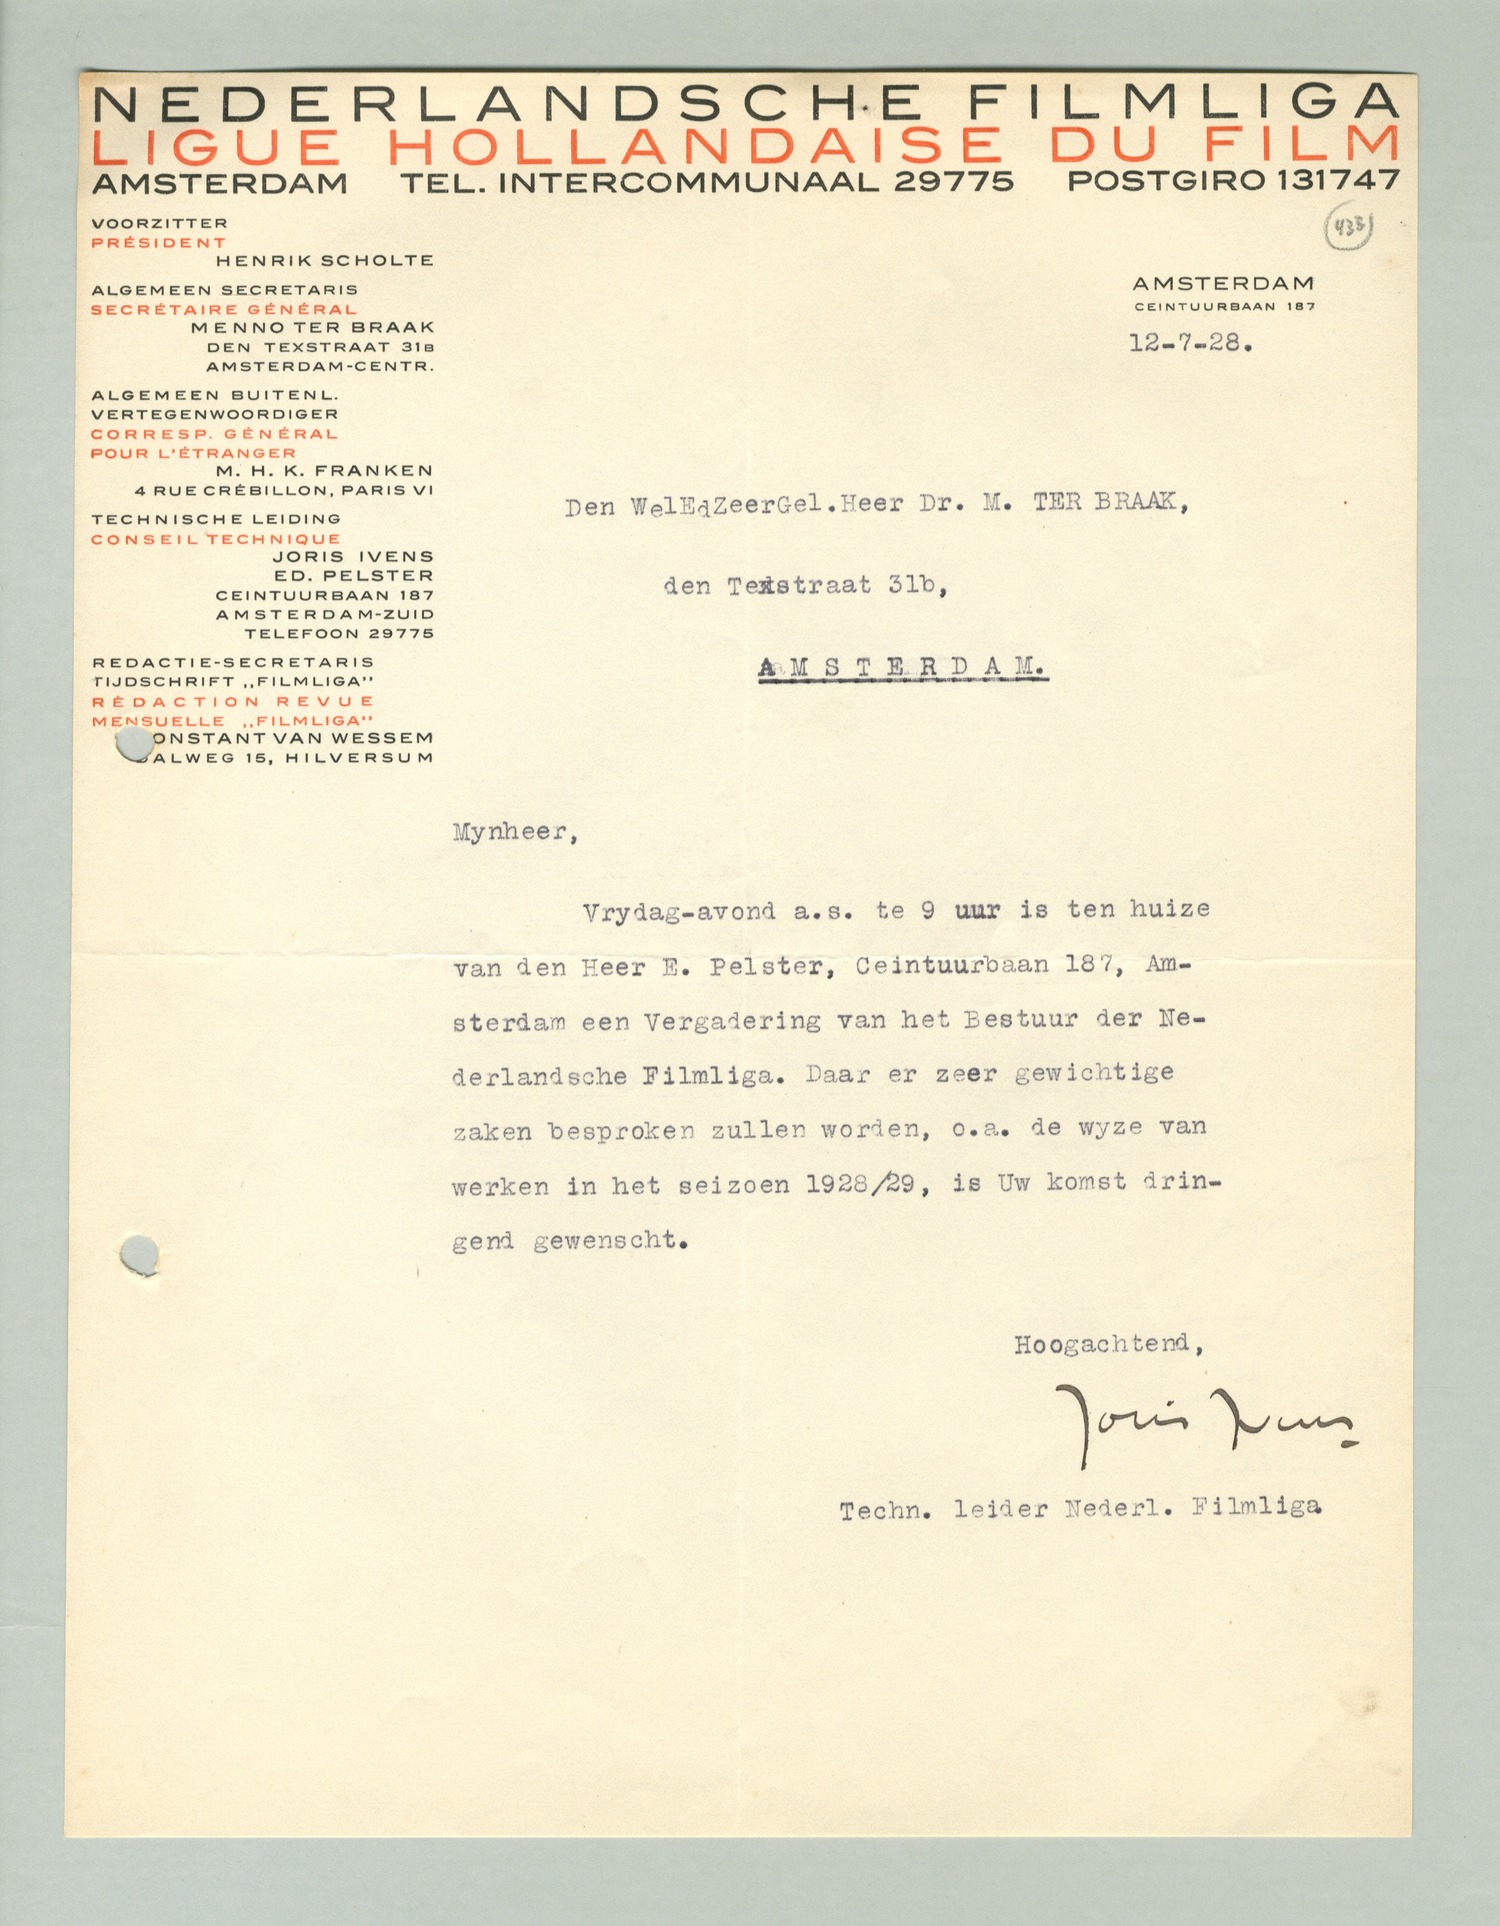 NEDERLANDSCHE FILMLIGA
LIGUE HOLLANDAISE DU FILM
AMSTERDAM TEL. INTERCOMMUNAAL 29775 POSTGIRO 131747
VOORZITTER
PRÉSIDENT
HENRIK SCHOLTE
ALGEMEEN SECRETARIS
SECRÉTAIRE GÉNÉRAL
MENNO TER BRAAK
DEN TEXSTRAAT 31B
AMSTERDAM-CENTR.
ALGEMEEN BUITENL.
VERTEGENWOORDIGER
CORRESP. GÉNÉRAL
POUR L'ÉTRANGER
M. H. K. FRANKEN
4 RUE CRÉBILLON, PARIS VI
TECHNISCHE LEIDING
CONSEIL TECHNIQUE
JORIS IVENS
ED. PELSTER
CEINTUURBAAN 187
AMSTERDAM-ZUID
TELEFOON 29775
REDACTIE-SECRETARIS
TIJDSCHRIFT „FILMLIGA"
RÉDACTION REVUE
MENSUELLE „FILMLIGA"
ONSTANT VAN WESSEM
DALWEG 15, HILVERSUM
433
AMSTERDAM
CEINTUURBAAN 187
12-7-28.
Den WelEdZeerGel.Heer Dr. M. TER BRAAK,
den Texstraat 31b,
AMSTERDAM.
Mynheer,
Vrydag-avond a.s. te 9 uur is ten huize
van den Heer E. Pelster, Ceintuurbaan 187, Am-
sterdam een Vergadering van het Bestuur der Ne-
derlandsche Filmliga. Daar er zeer gewichtige
zaken besproken zullen worden, o.a. de wyze van
werken in het seizoen 1928/29, is Uw komst drin-
gend gewenscht.
Hoogachtend,
Joris Ivens
Techn. leider Nederl. Filmliga